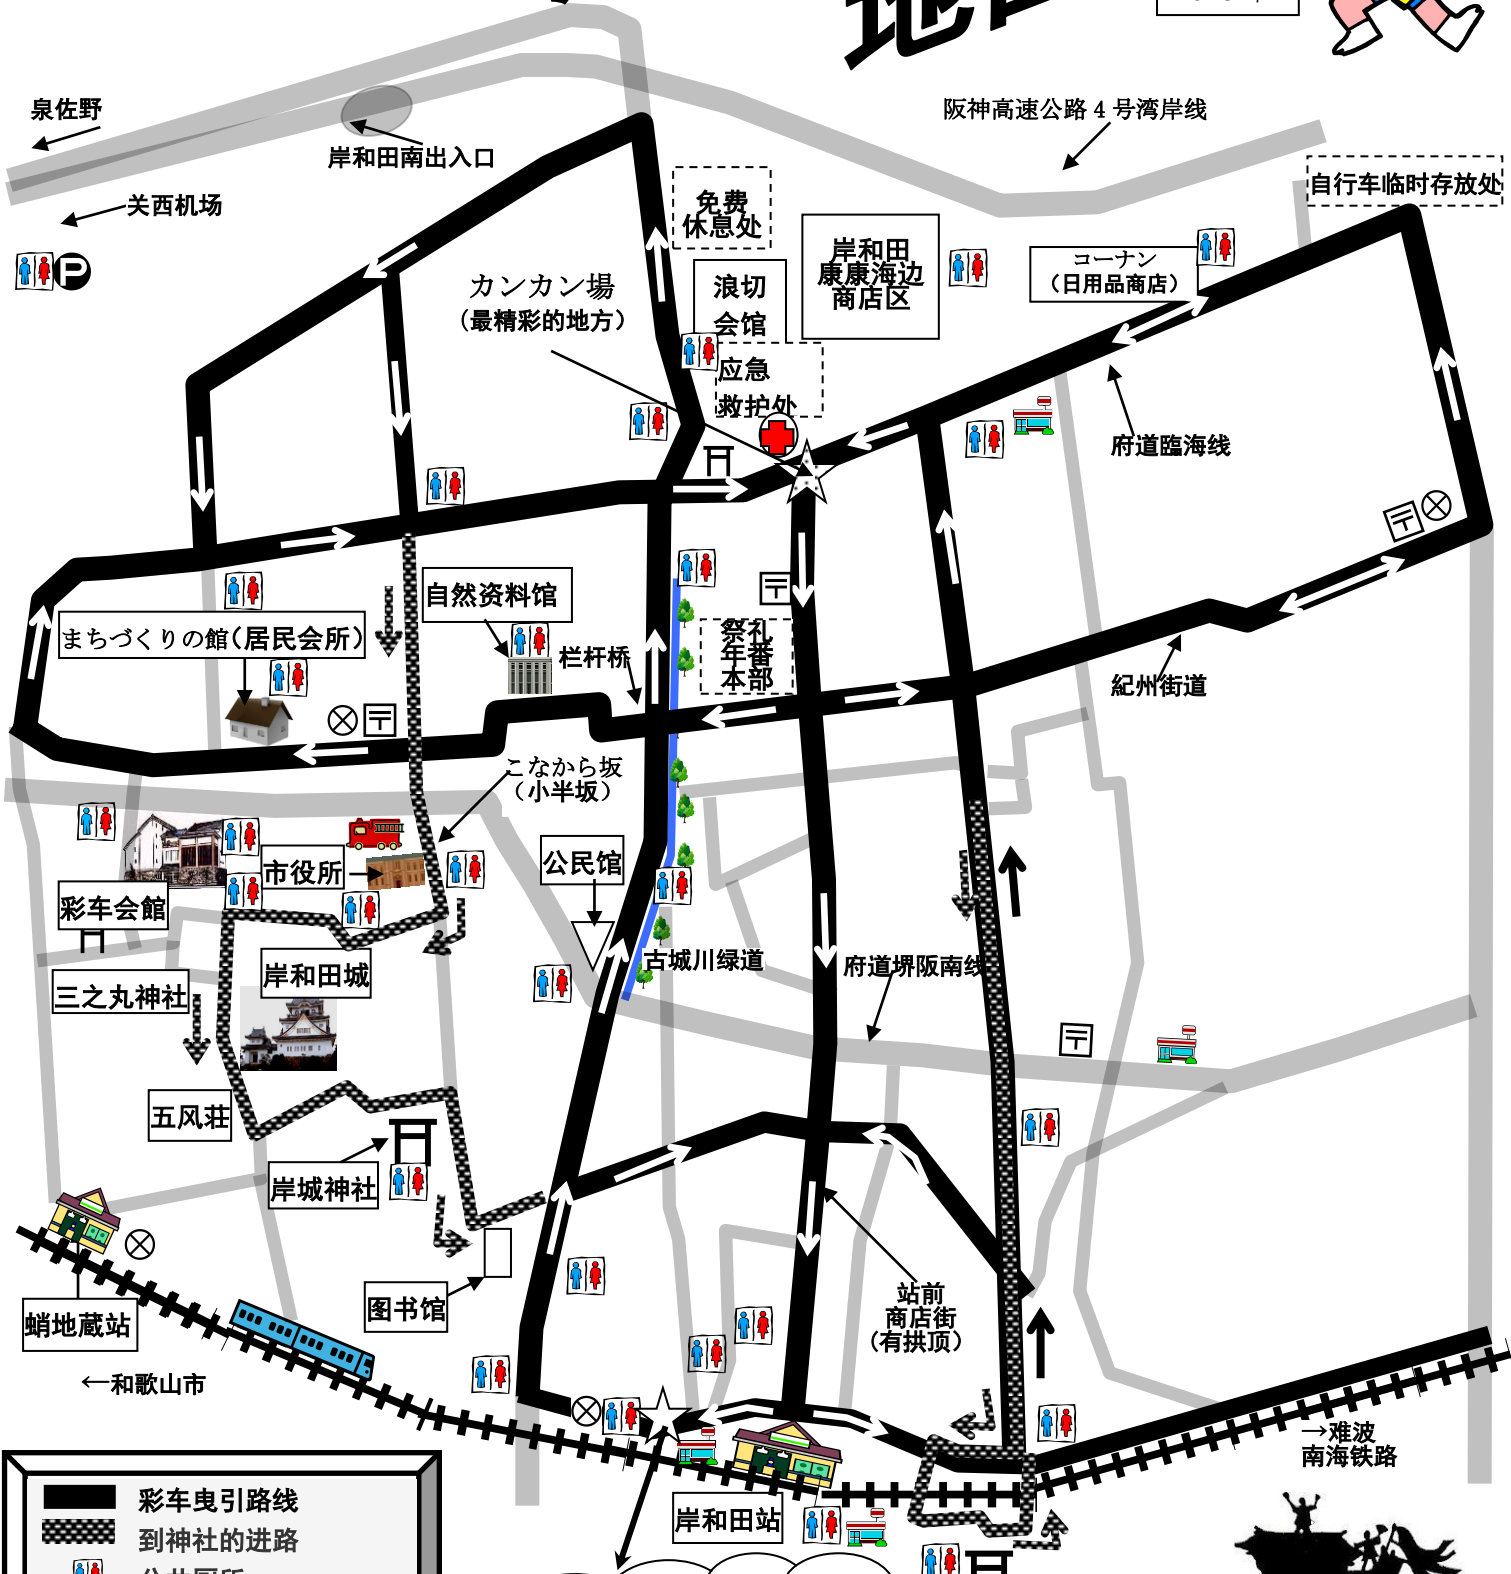 泉佐野
岸和田南出入口
关西机场
P
阪神高速公路4号湾岸线
自行车临时存放处
免费
休息处
岸和田
康康海边
商店区
コーナン
（日用品商店）
カンカン場
（最精彩的地方）
浪切
会馆
应急
救护处
府道臨海线
自然资料馆
まちづくりの館（居民会所）
栏杆桥
祭礼
年番
本部
紀州街道
こなから坂
（小半坂）
公民馆
市役所
彩车会館
岸和田城
古城川绿道
府道堺阪南线
三之丸神社
五风荘
岸城神社
图书馆
站前
商店街
（有拱顶）
蛸地蔵站
←和歌山市
→难波
南海铁路
岸和田站
彩车曳引路线
到神社的进路